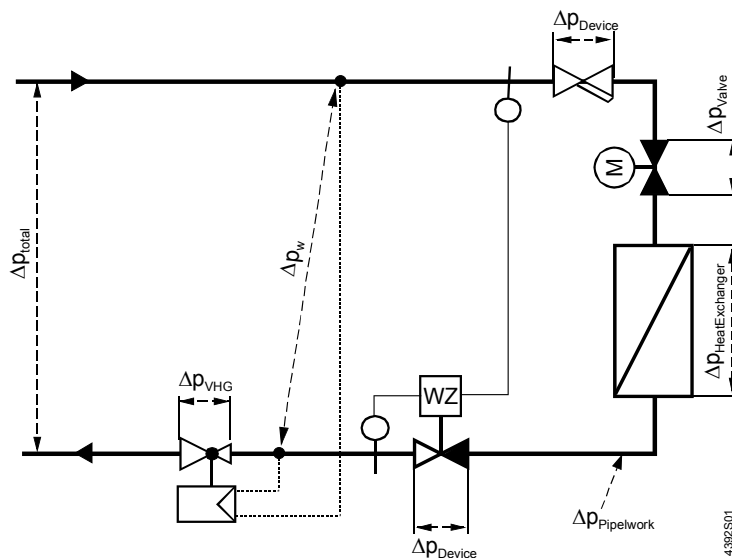 Δp_Device
Δp_Valve
M
Δp_total
Δp_w
Δp_HeatExchanger
Δp_VHG
WZ
Δp_Pipelwork
Δp_Device
4392S01